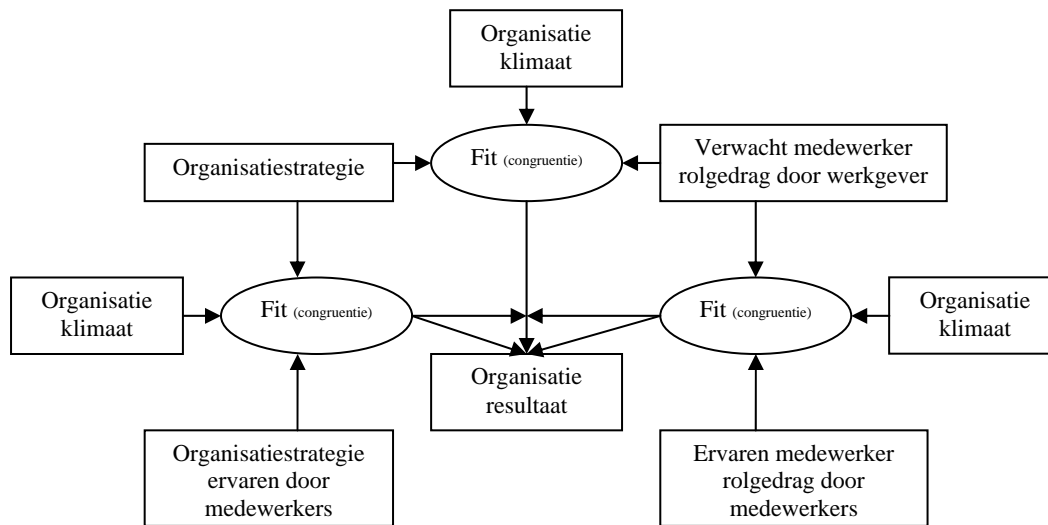 Organisatie
klimaat
Fit (congruentie)
Organisatiestrategie
Verwacht medewerker
rolgedrag door werkgever
Organisatie
klimaat
Fit (congruentie)
Fit (congruentie)
Organisatie
klimaat
Organisatie
resultaat
Organisatiestrategie
ervaren door
medewerkers
Ervaren medewerker
rolgedrag door
medewerkers